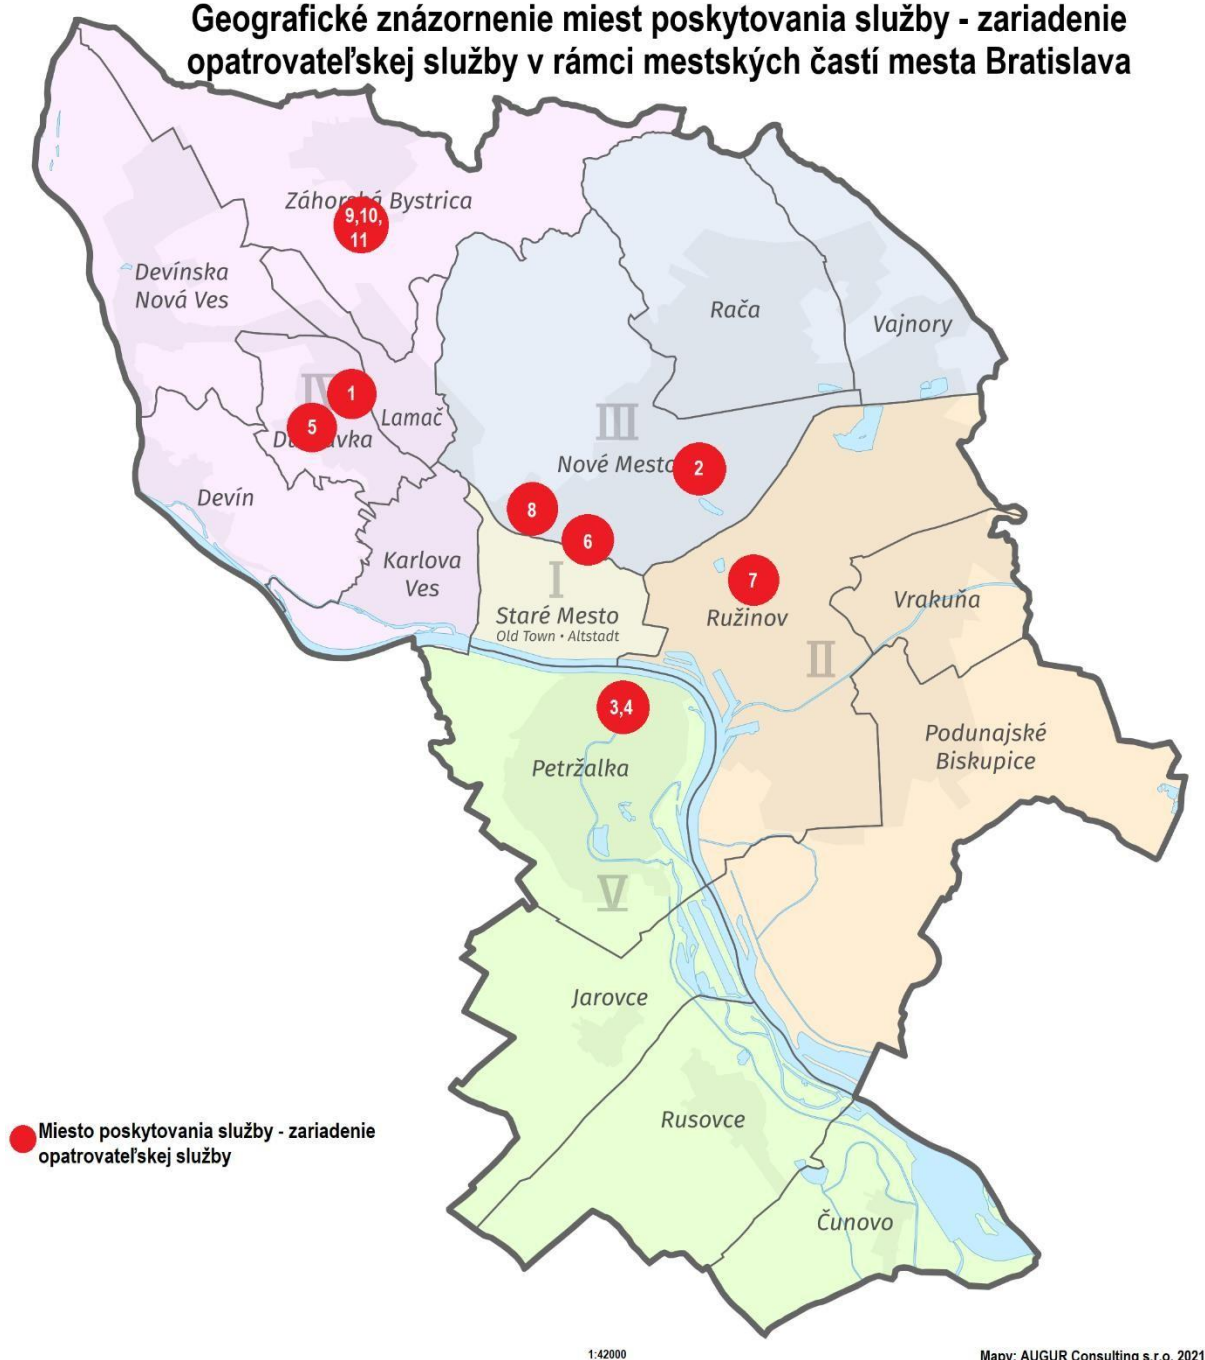 Geografické znázornenie miest poskytovania služby - zariadenie
opatrovateľskej služby v rámci mestských častí mesta Bratislava
Záhorská Bystrica
9,10,
11
Devínska
Nová Ves
Rača
Vajnory
IV
1
Lamač
5
Dúbravka
III
Nové Mesto
2
Devín
8
6
Karlova
Ves
I
Staré Mesto
Old Town • Altstadt
7
Ružinov
Vrakuňa
II
3,4
Petržalka
Podunajské
Biskupice
V
Jarovce
Rusovce
Miesto poskytovania služby - zariadenie
opatrovateľskej služby
Čunovo
1:42000
Mapy: AUGUR Consulting s.r.o. 2021